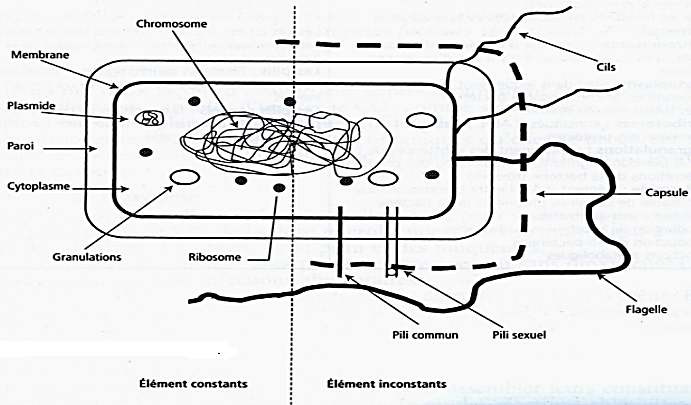 Chromosome
Membrane
Cils
Plasmide
Paroi
Cytoplasme
Capsule
Granulations
Ribosome
Flagelle
Pili commun
Pili sexuel
Élément constants
Élément inconstants